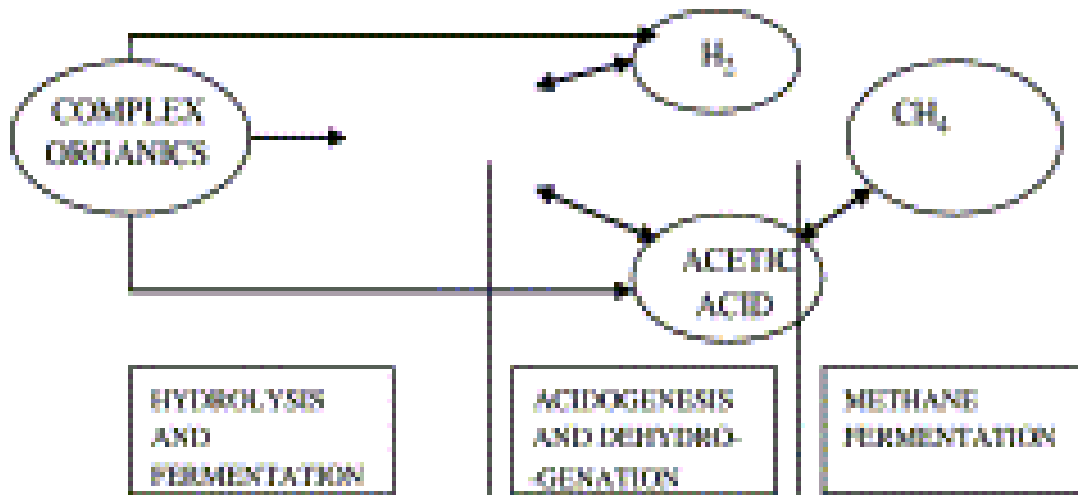 H₂
COMPLEX
ORGANICS
CH₄
ACETIC
ACID
HYDROLYSIS
AND
FERMENTATION
ACIDOGENESIS
AND DEHYDRO-
-GENATION
METHANE
FERMENTATION